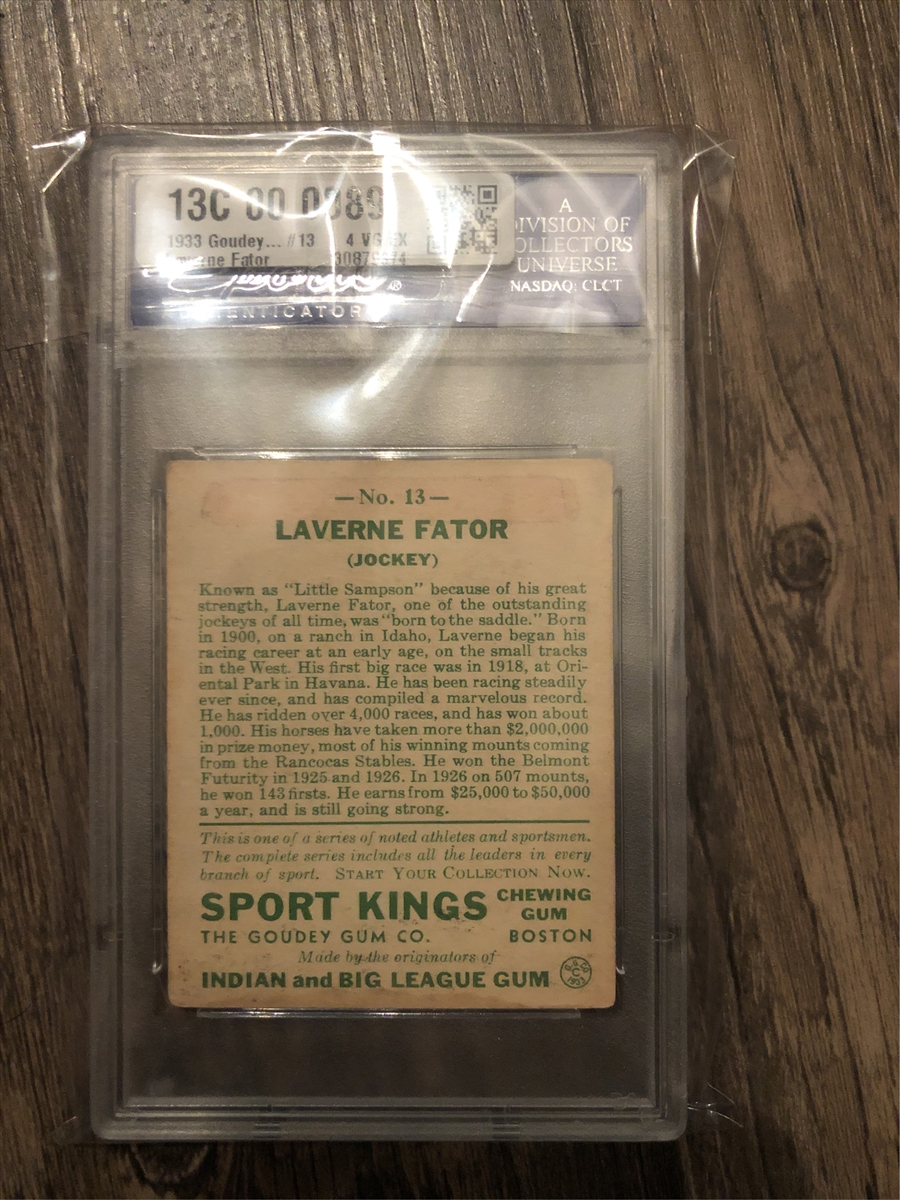 13C 00 0389
1933 Goudey... #13 4 VG-EX
Fator
®
AUTHENTICATOR
A
DIVISION OF
COLLECTORS
UNIVERSE
NASDAQ: CLCT
—No. 13—
LAVERNE FATOR
(JOCKEY)
Known as "Little Sampson" because of his great
strength, Laverne Fator, one of the outstanding
jockeys of all time, was "born to the saddle." Born
in 1900, on a ranch in Idaho, Laverne began his
racing career at an early age, on the small tracks
in the West. His first big race was in 1918, at Ori-
ental Park in Havana. He has been racing steadily
ever since, and has compiled a marvelous record.
He has ridden over 4,000 races, and has won about
1,000. His horses have taken more than $2,000,000
in prize money, most of his winning mounts coming
from the Rancocas Stables. He won the Belmont
Futurity in 1925 and 1926. In 1926 on 507 mounts,
he won 143 firsts. He earns from $25,000 to $50,000
a year, and is still going strong.
This is one of a series of noted athletes and sportsmen.
The complete series includes all the leaders in every
branch of sport. START YOUR COLLECTION NOW.
SPORT KINGS CHEWING GUM
THE GOUDEY GUM CO. BOSTON
Made by the originators of
INDIAN and BIG LEAGUE GUM
G. G. CO.
C
1933